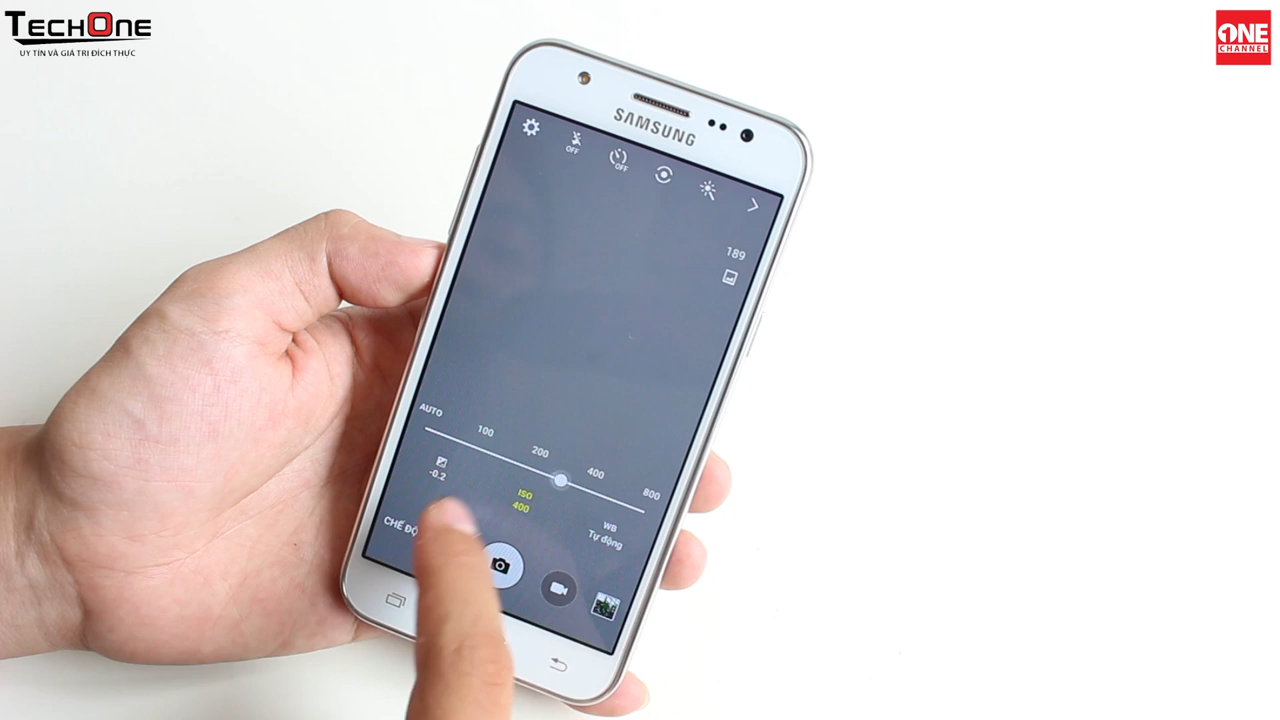 TECHONE
UY TÍN VÀ GIÁ TRỊ ĐÍCH THỰC
1NE
CHANNEL
SAMSUNG
OFF
OFF
189
AUTO
100
200
400
800
-0.2
ISO
400
WB
Tự động
CHẾ ĐỘ